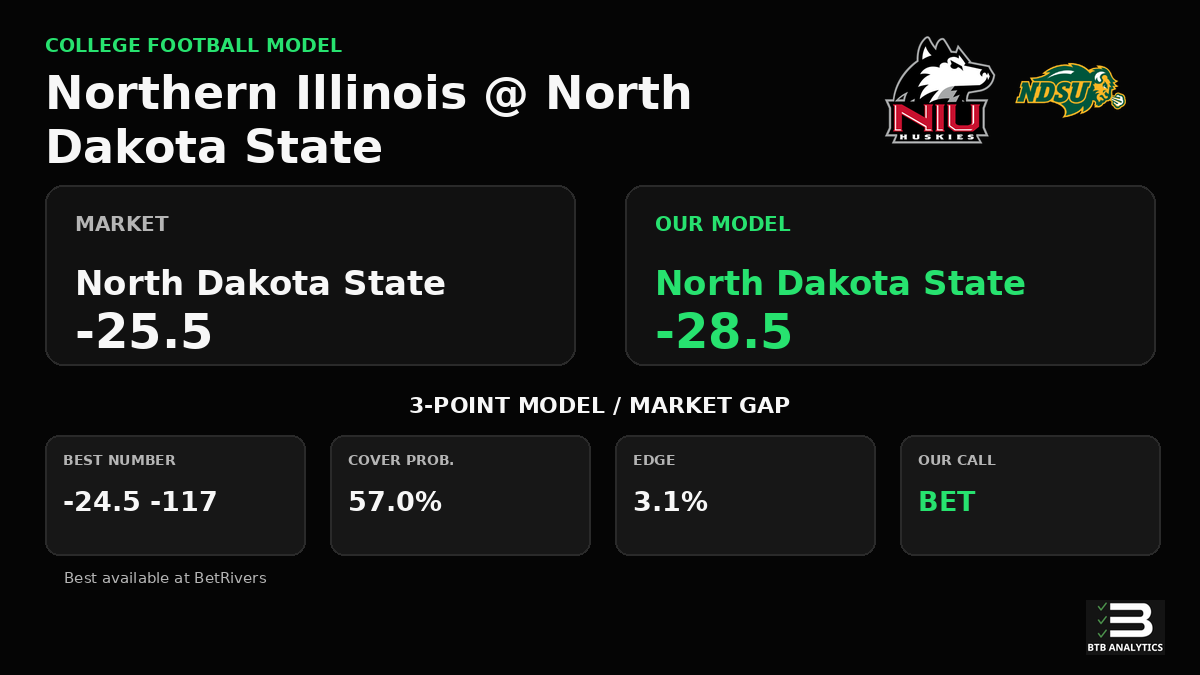 COLLEGE FOOTBALL MODEL
Northern Illinois @ North
Dakota State
NIU
HUSKIES
NDSU
MARKET
North Dakota State
-25.5
OUR MODEL
North Dakota State
-28.5
3-POINT MODEL / MARKET GAP
BEST NUMBER
-24.5 -117
COVER PROB.
57.0%
EDGE
3.1%
OUR CALL
BET
Best available at BetRivers
B
BTB ANALYTICS